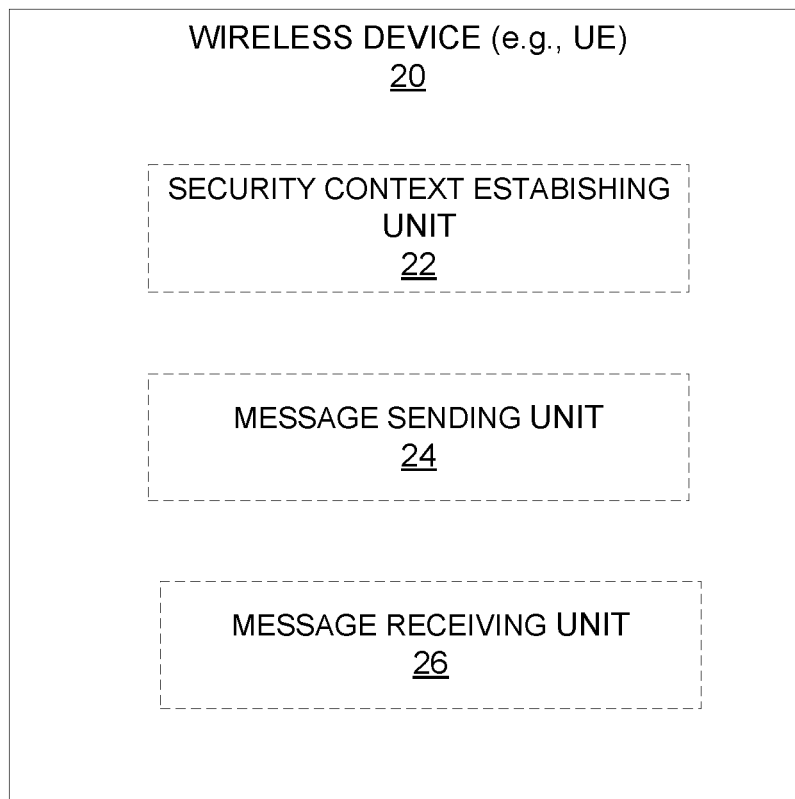 WIRELESS DEVICE (e.g., UE)
20
SECURITY CONTEXT ESTABISHING
UNIT
22
MESSAGE SENDING UNIT
24
MESSAGE RECEIVING UNIT
26